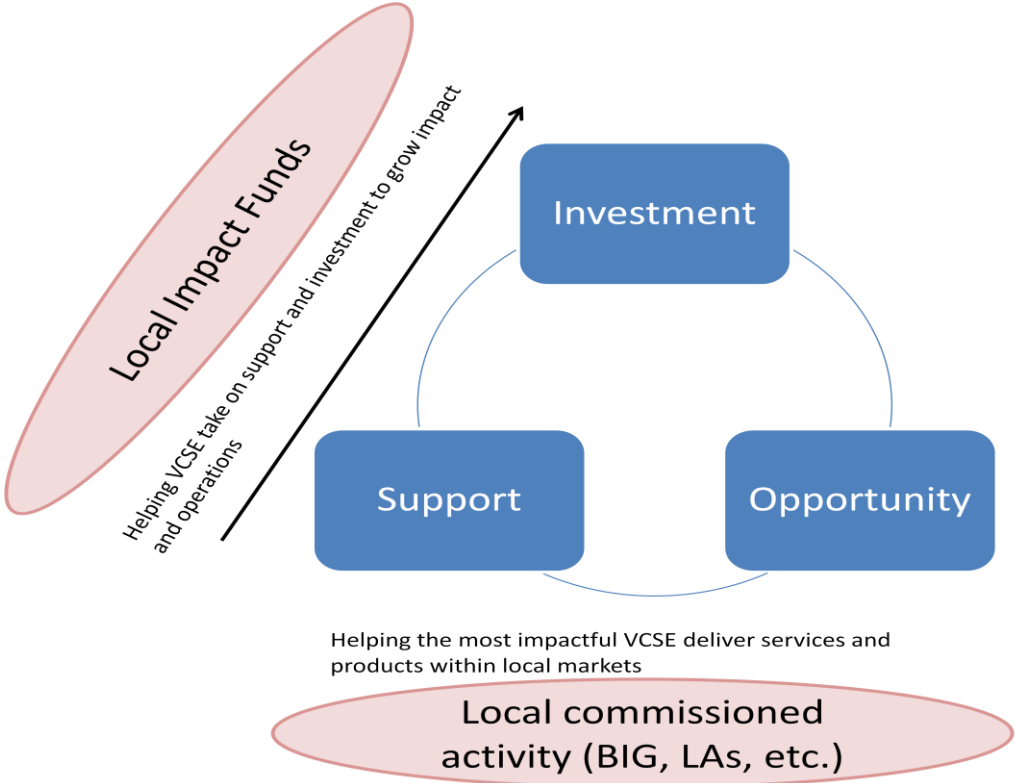 Local Impact Funds
Helping VCSE take on support and investment to grow impact
and operations
Investment
Support
Opportunity
Helping the most impactful VCSE deliver services and
products within local markets
Local commissioned
activity (BIG, LAs, etc.)